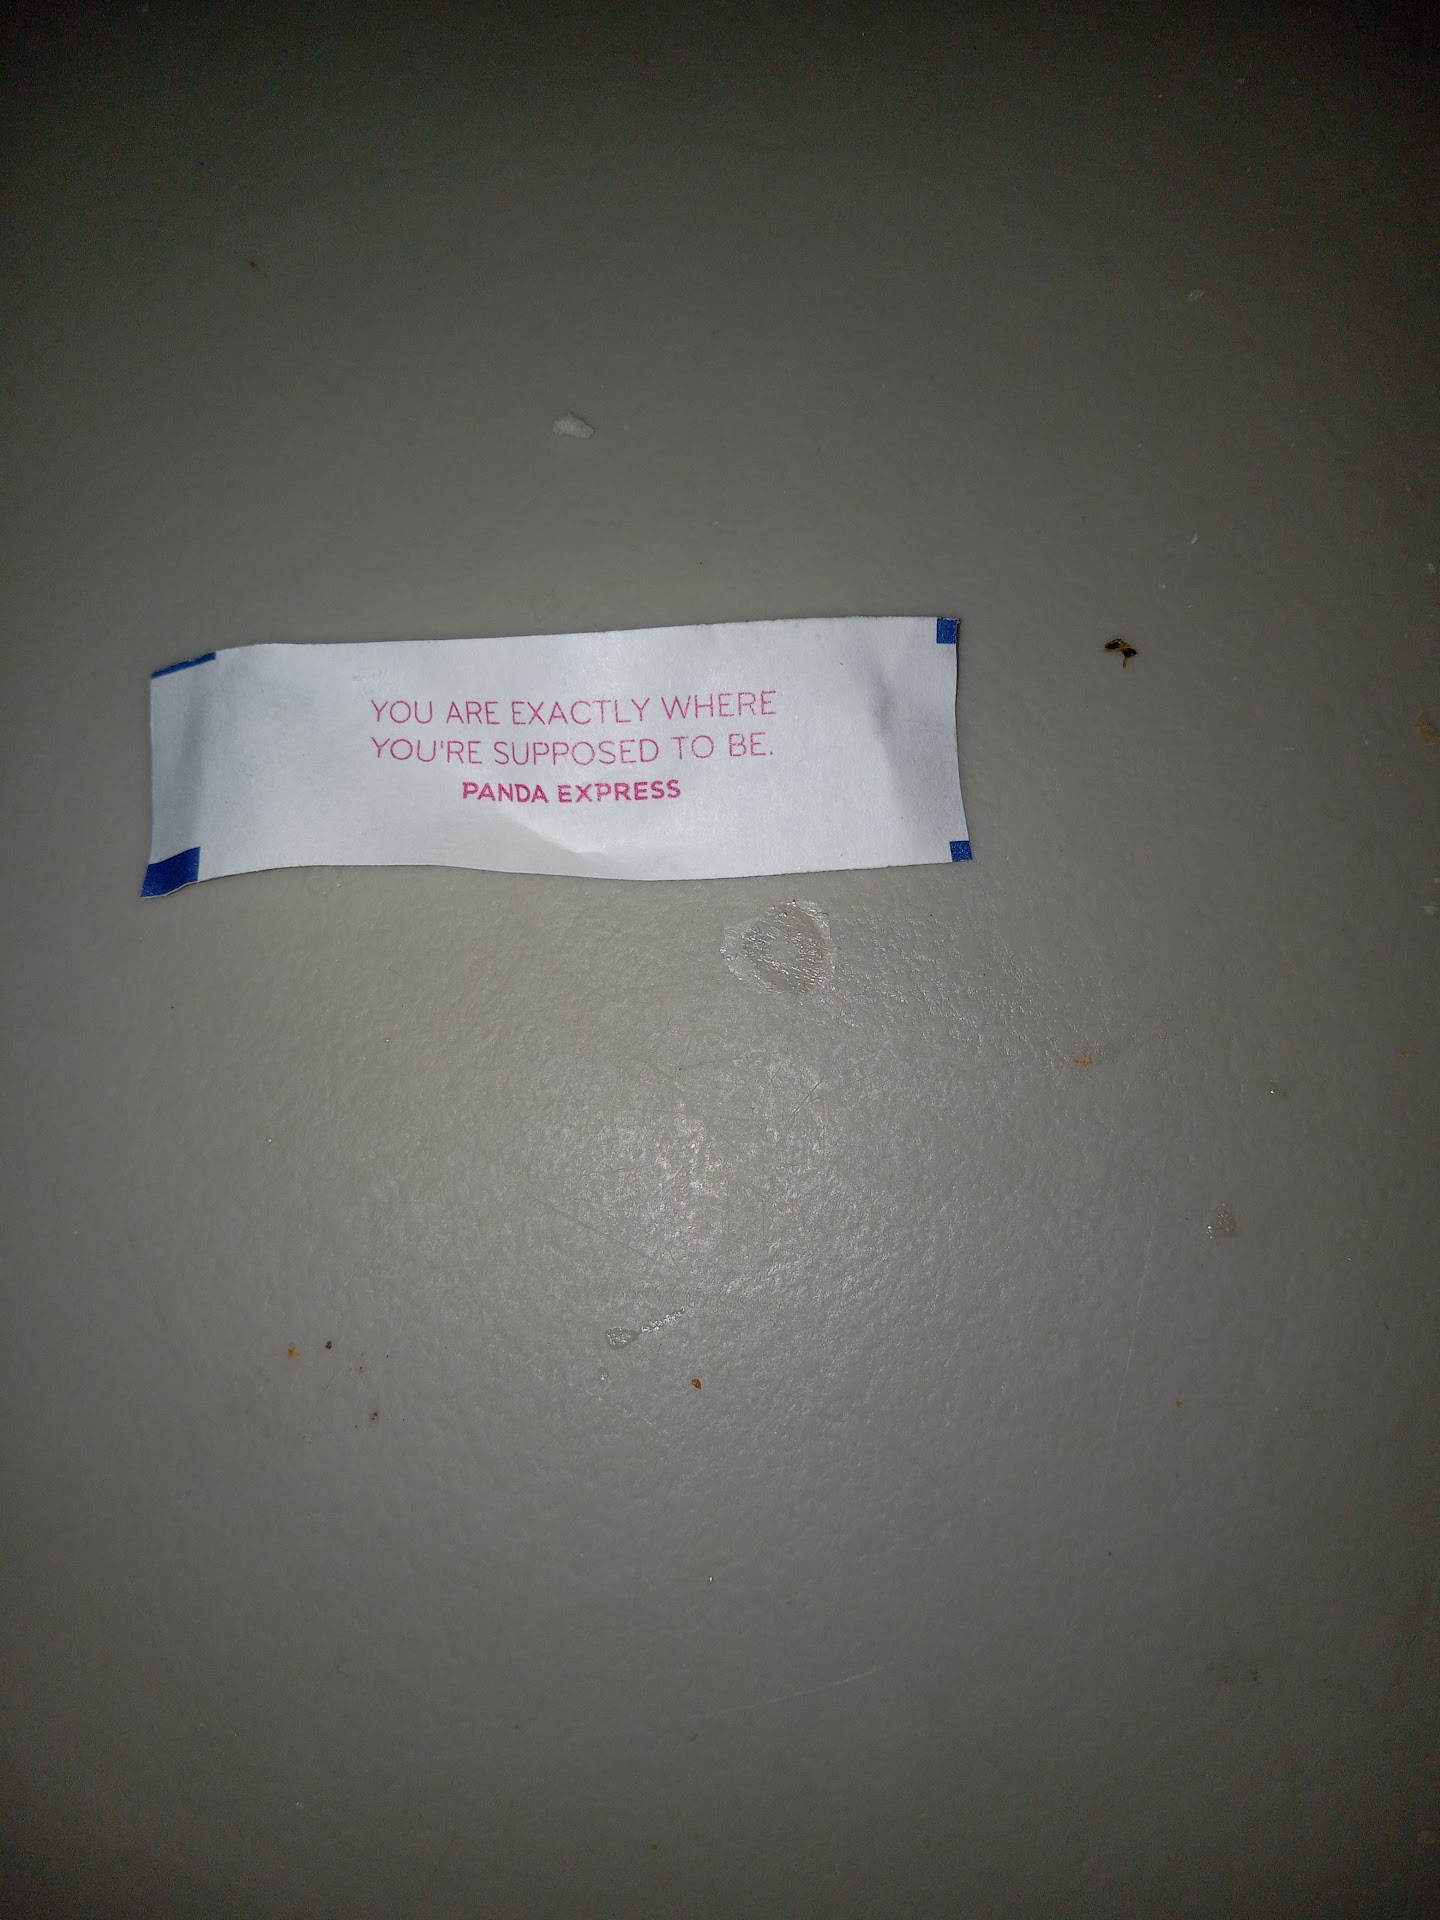 YOU ARE EXACTLY WHERE
YOU'RE SUPPOSED TO BE.
PANDA EXPRESS